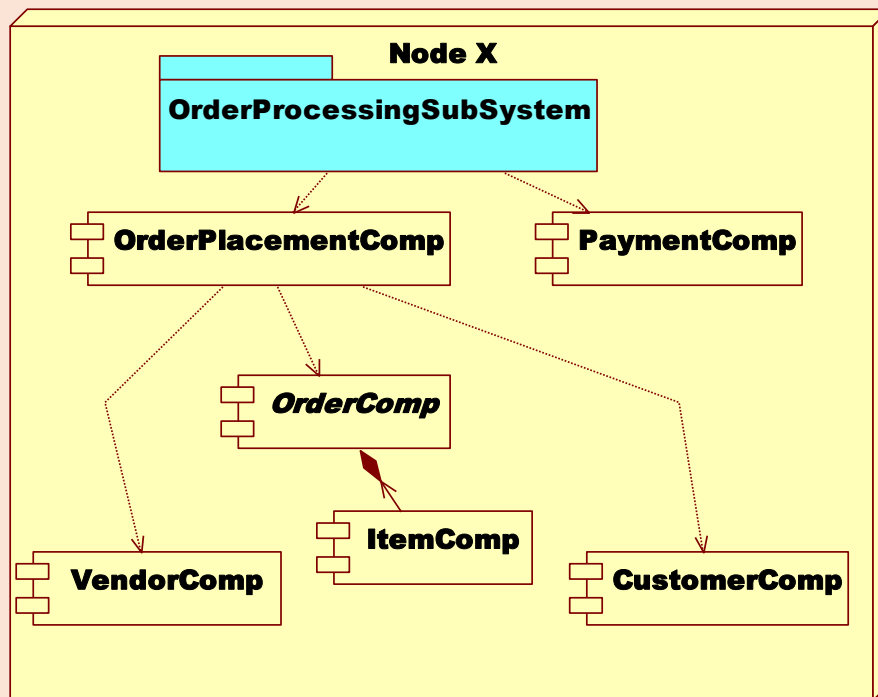 Node X
OrderProcessingSubSystem
OrderPlacementComp
PaymentComp
OrderComp
ItemComp
VendorComp
CustomerComp